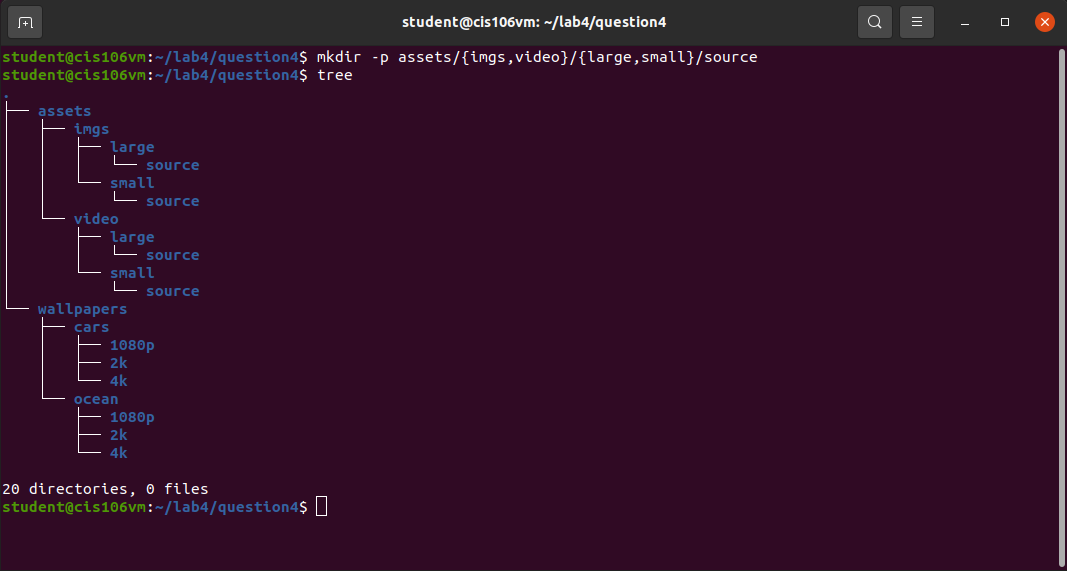 student@cis106vm: ~/lab4/question4
student@cis106vm:~/lab4/question4$ mkdir -p assets/{imgs,video}/{large,small}/source
student@cis106vm:~/lab4/question4$ tree
.
├── assets
│   ├── imgs
│   │   ├── large
│   │   │   └── source
│   │   └── small
│   │       └── source
│   └── video
│       ├── large
│       │   └── source
│       └── small
│           └── source
└── wallpapers
    ├── cars
    │   ├── 1080p
    │   ├── 2k
    │   └── 4k
    └── ocean
        ├── 1080p
        ├── 2k
        └── 4k
20 directories, 0 files
student@cis106vm:~/lab4/question4$